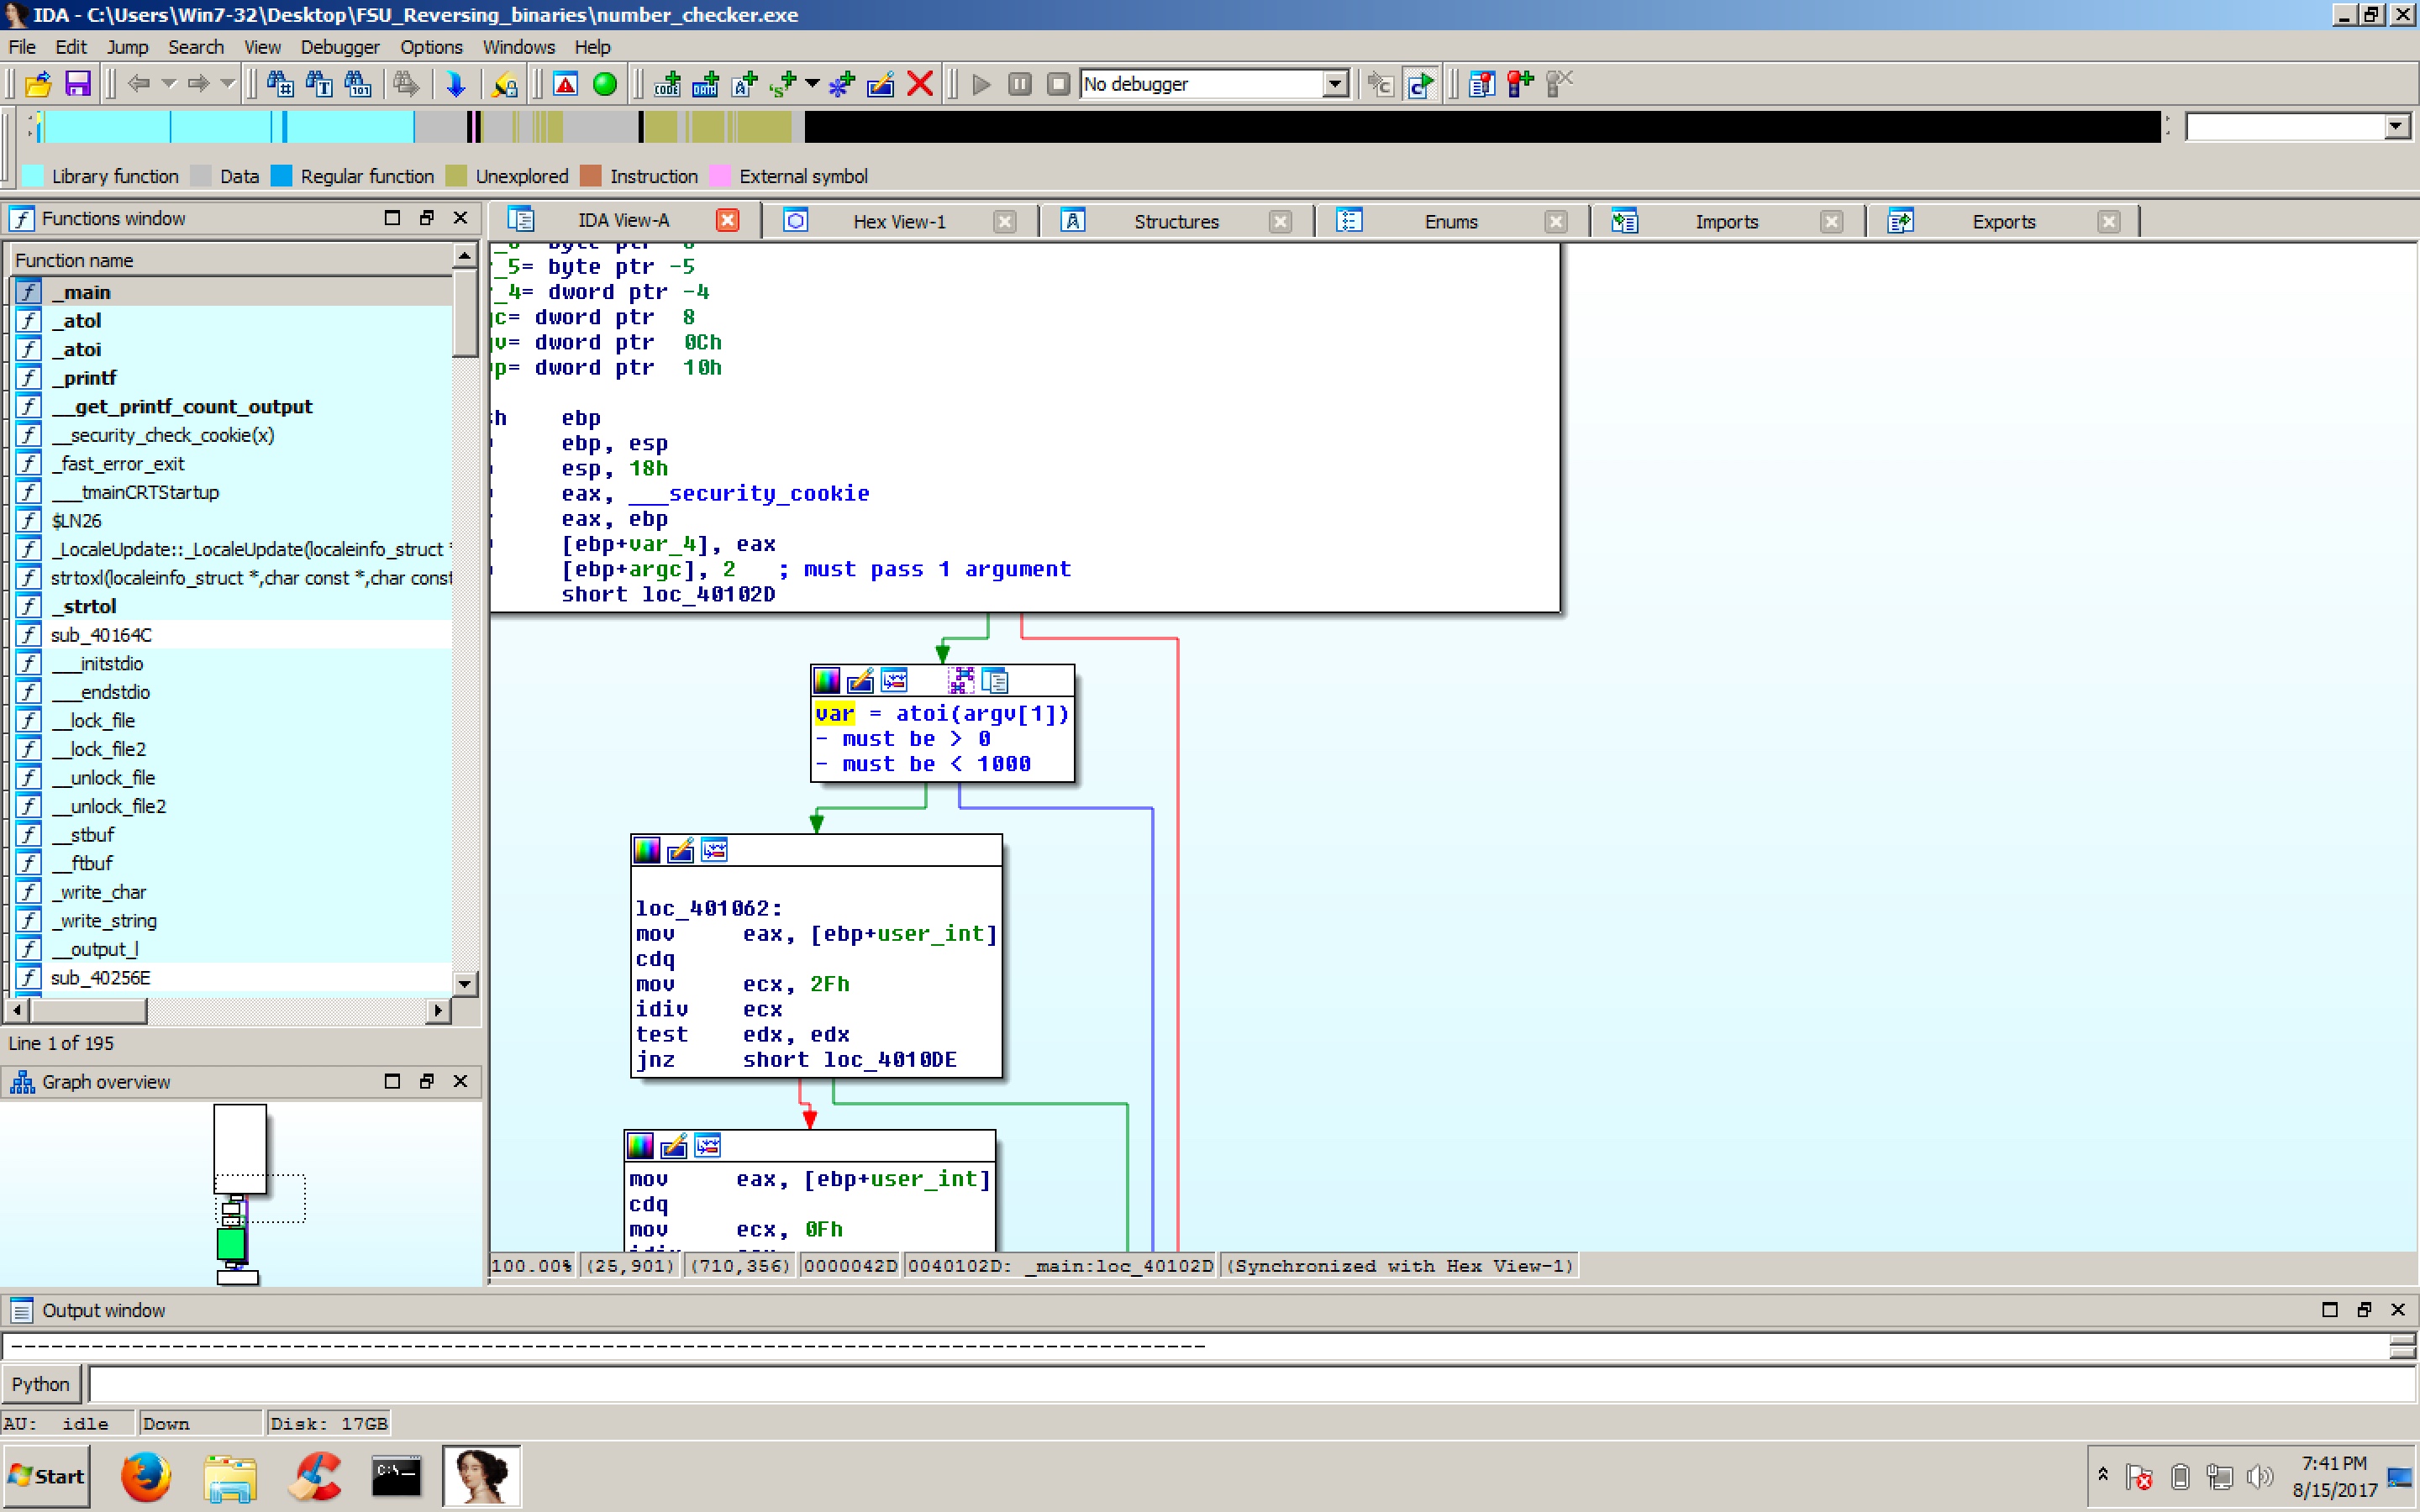 IDA - C:\Users\Win7-32\Desktop\FSU_Reversing_binaries\number_checker.exe
File Edit Jump Search View Debugger Options Windows Help
No debugger
Library function Data Regular function Unexplored Instruction External symbol
Functions window
Function name
_main
_atol
_atoi
_printf
__get_printf_count_output
__security_check_cookie(x)
_fast_error_exit
___tmainCRTStartup
$LN26
_LocaleUpdate::_LocaleUpdate(localeinfo_struct *
strtoxl(localeinfo_struct *,char const *,char const
_strtol
sub_40164C
___initstdio
___endstdio
__lock_file
__lock_file2
__unlock_file
__unlock_file2
__stbuf
__ftbuf
_write_char
_write_string
__output_l
sub_40256E
Line 1 of 195
Graph overview
IDA View-A Hex View-1 Structures Enums Imports Exports
_5= byte ptr -5
_4= dword ptr -4
c= dword ptr 8
v= dword ptr 0Ch
p= dword ptr 10h
h ebp
ebp, esp
esp, 18h
eax, ___security_cookie
eax, ebp
[ebp+var_4], eax
[ebp+argc], 2 ; must pass 1 argument
short loc_40102D
var = atoi(argv[1])
- must be > 0
- must be < 1000
loc_401062:
mov eax, [ebp+user_int]
cdq
mov ecx, 2Fh
idiv ecx
test edx, edx
jnz short loc_4010DE
mov eax, [ebp+user_int]
cdq
mov ecx, 0Fh
100.00% (25,901) (710,356) 0000042D 0040102D: _main:loc_40102D (Synchronized with Hex View-1)
Output window
Python
AU: idle Down Disk: 17GB
Start
C:\_
7:41 PM
8/15/2017